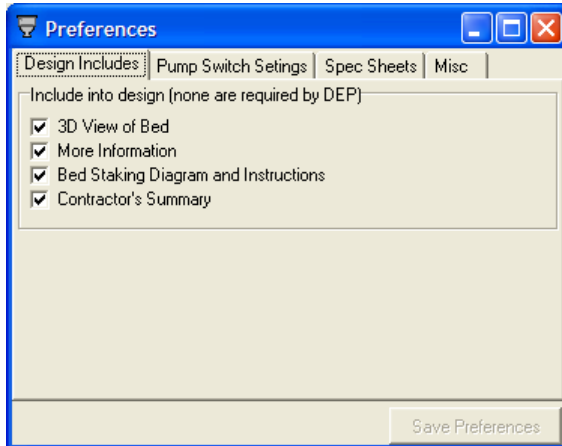 Preferences
Design Includes Pump Switch Setings Spec Sheets Misc
Include into design (none are required by DEP)
3D View of Bed
More Information
Bed Staking Diagram and Instructions
Contractor's Summary
Save Preferences